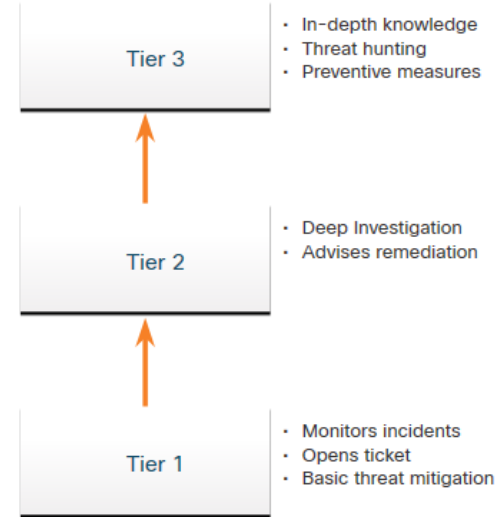 Tier 3
• In-depth knowledge
• Threat hunting
• Preventive measures
Tier 2
• Deep Investigation
• Advises remediation
Tier 1
• Monitors incidents
• Opens ticket
• Basic threat mitigation